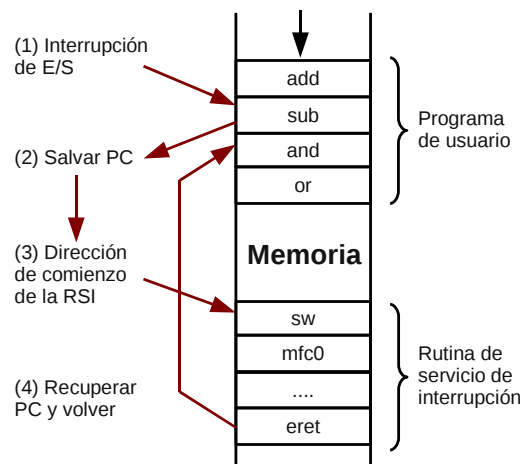 (1) Interrupción
de E/S
(2) Salvar PC
(3) Dirección
de comienzo
de la RSI
(4) Recuperar
PC y volver
add
sub
and
or
Memoria
sw
mfc0
....
eret
Programa
de usuario
Rutina de
servicio de
interrupción